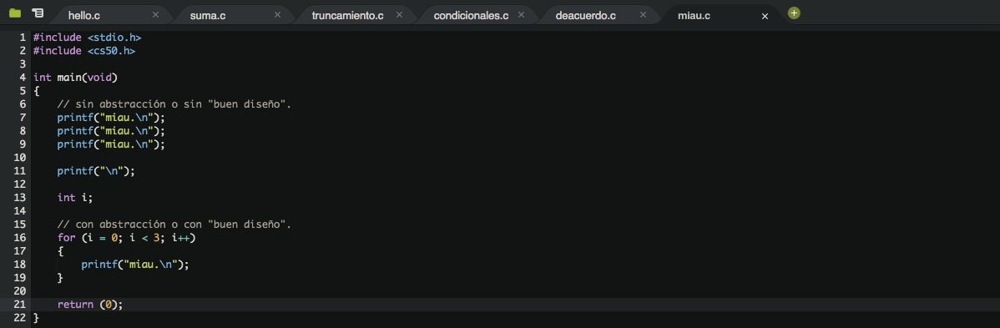 hello.c suma.c truncamiento.c condicionales.c deacuerdo.c miau.c
1 #include <stdio.h>
2 #include <cs50.h>
3
4 int main(void)
5 {
6     // sin abstracción o sin "buen diseño".
7     printf("miau.\n");
8     printf("miau.\n");
9     printf("miau.\n");
10
11     printf("\n");
12
13     int i;
14
15     // con abstracción o con "buen diseño".
16     for (i = 0; i < 3; i++)
17     {
18         printf("miau.\n");
19     }
20
21     return (0);
22 }